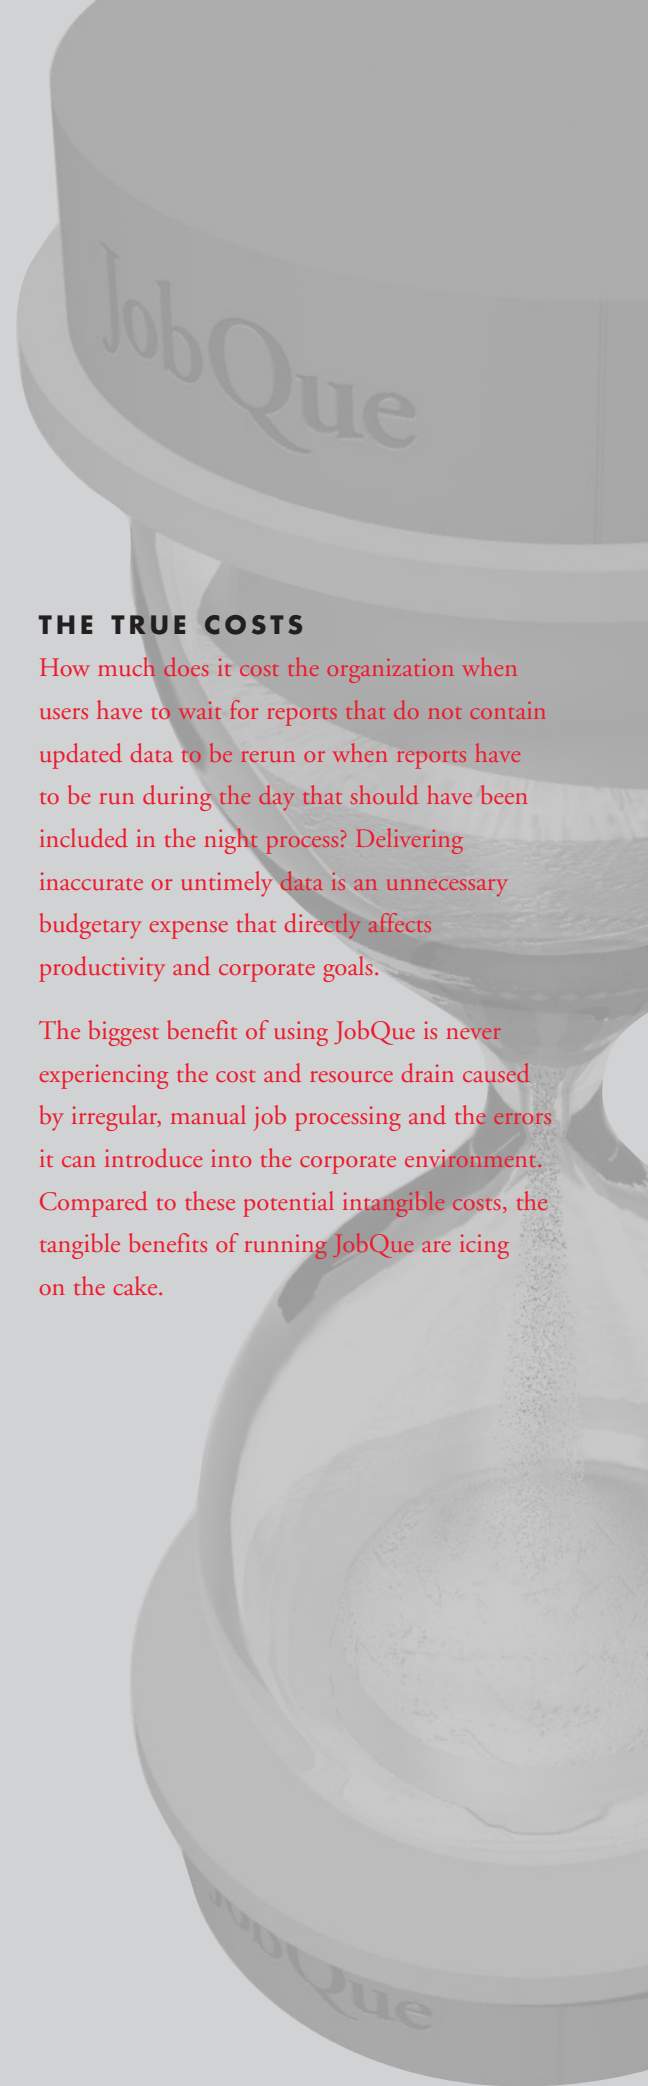 JobQue
THE TRUE COSTS
How much does it cost the organization when
users have to wait for reports that do not contain
updated data to be rerun or when reports have
to be run during the day that should have been
included in the night process? Delivering
inaccurate or untimely data is an unnecessary
budgetary expense that directly affects
productivity and corporate goals.
The biggest benefit of using JobQue is never
experiencing the cost and resource drain caused
by irregular, manual job processing and the errors
it can introduce into the corporate environment.
Compared to these potential intangible costs, the
tangible benefits of running JobQue are icing
on the cake.
JobQue